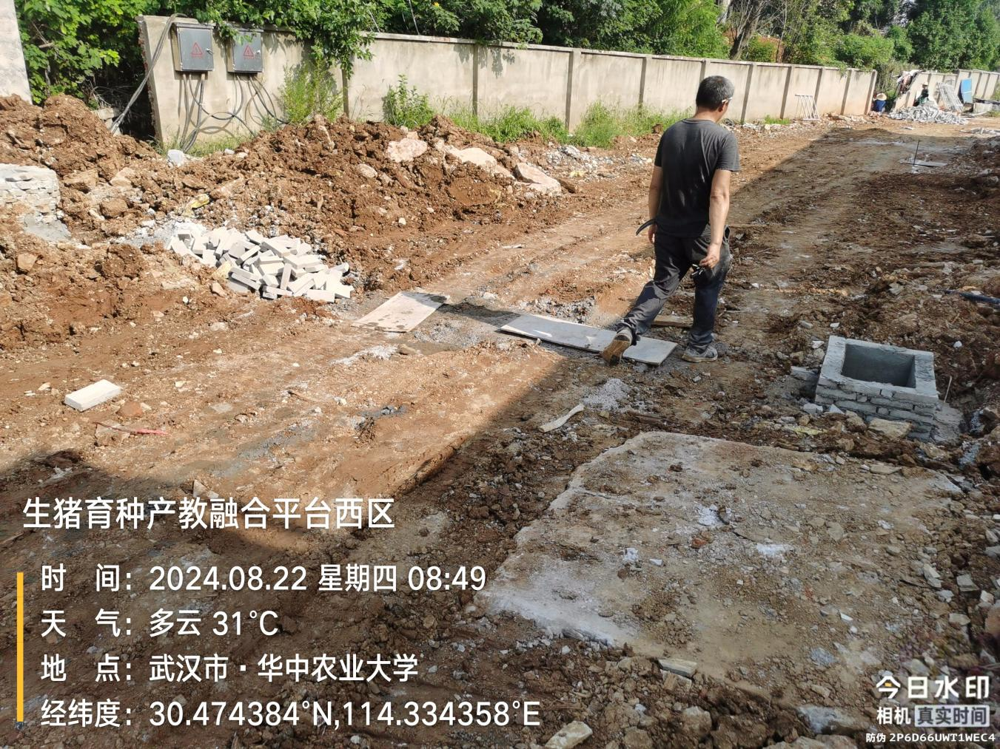 生猪育种产教融合平台西区
时 间：2024.08.22 星期四 08:49
天 气：多云 31℃
地 点：武汉市·华中农业大学
经纬度：30.474384°N,114.334358°E
今日水印
相机 真实时间
防伪 2P6D66UWT1WEC4